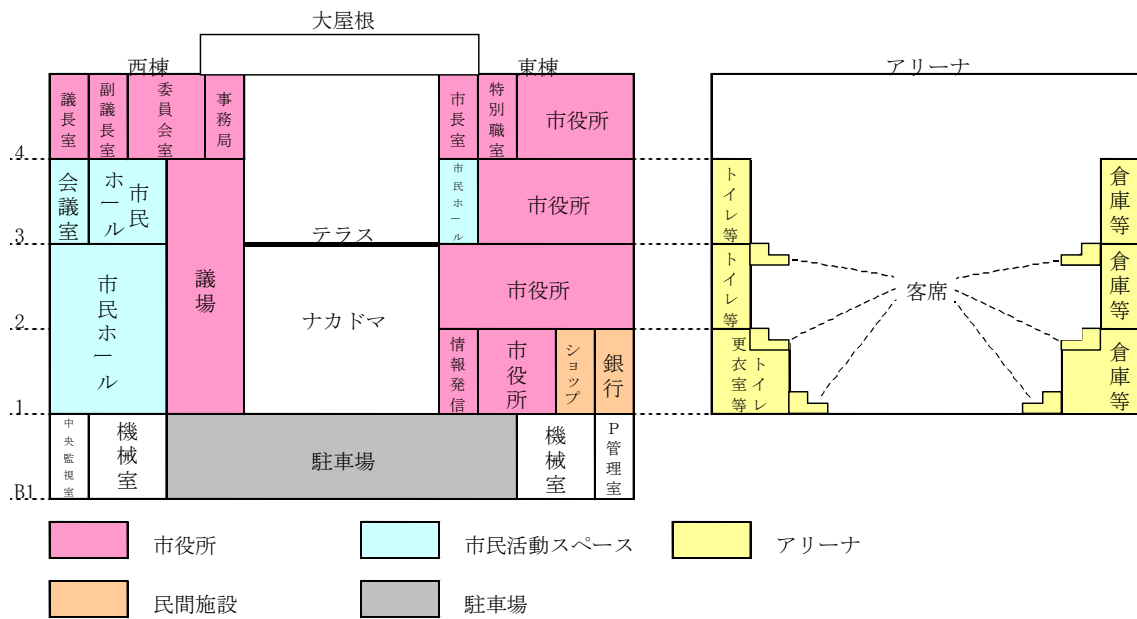 大屋根
西棟
東棟
アリーナ
議長室
副議長室
委員会室
事務局
市長室
特別職室
市役所
4
会議室
市民ホール
市民ホール
市役所
トイレ等
倉庫等
3
テラス
市民ホール
議場
ナカドマ
市役所
トイレ等
客席
倉庫等
2
情報発信
市役所
ショップ
銀行
更衣室等
トイレ
倉庫等
1
中央監視室
機械室
駐車場
機械室
P管理室
B1
市役所
市民活動スペース
アリーナ
民間施設
駐車場